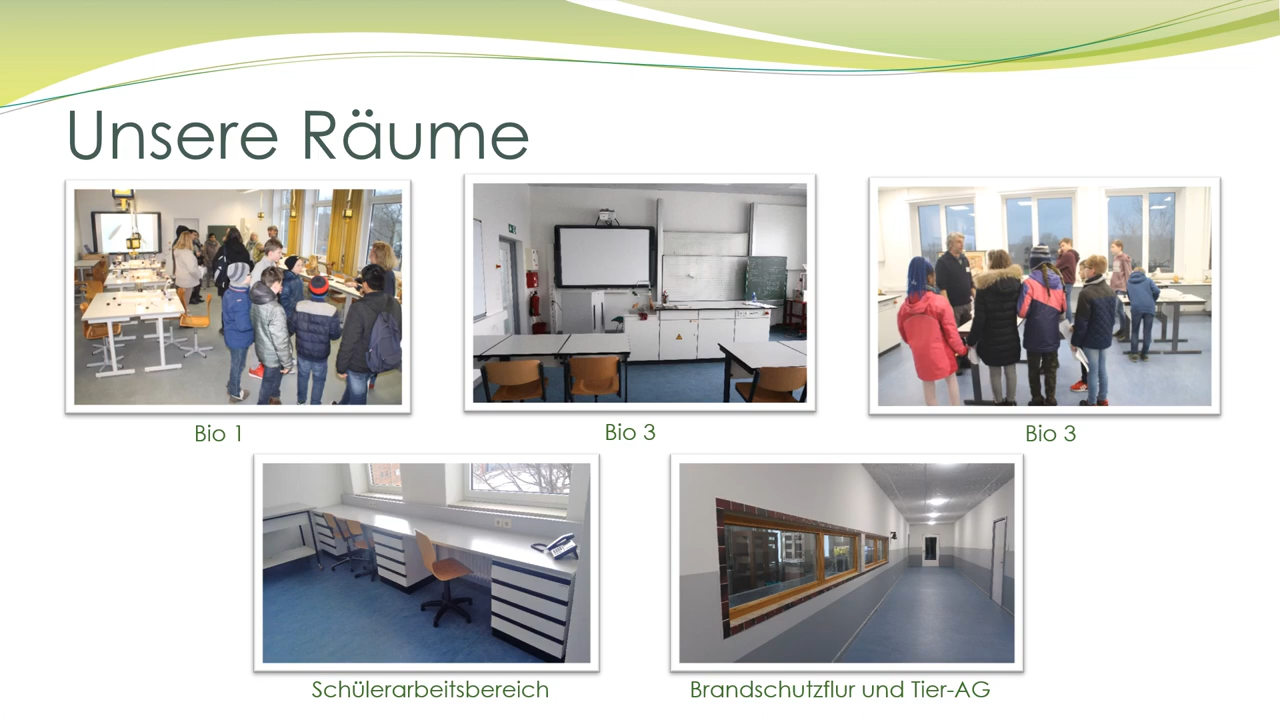 Unsere Räume
Bio 1
Bio 3
Bio 3
Schülerarbeitsbereich
Brandschutzflur und Tier-AG